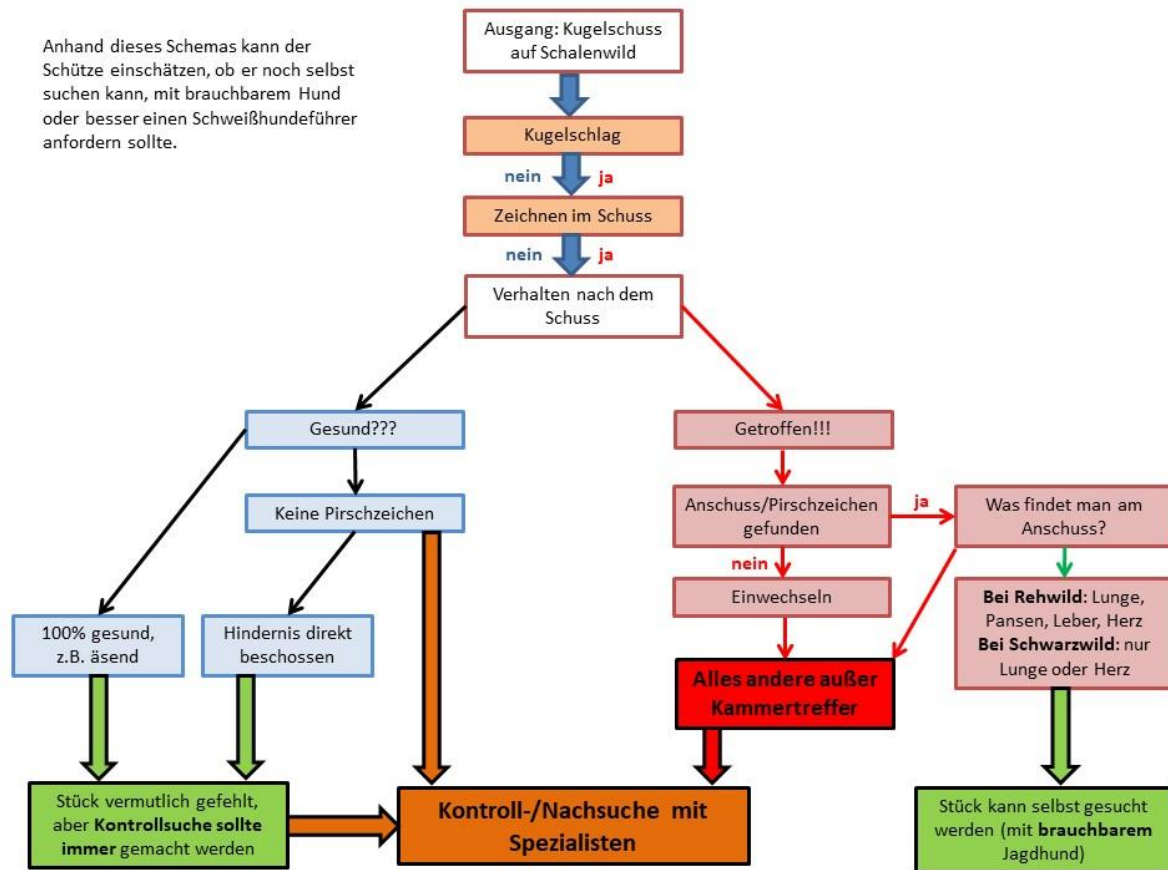 Anhand dieses Schemas kann der
Schütze einschätzen, ob er noch selbst
suchen kann, mit brauchbarem Hund
oder besser einen Schweißhundeführer
anfordern sollte.
Ausgang: Kugelschuss
auf Schalenwild
Kugelschlag
nein ja
Zeichnen im Schuss
nein ja
Verhalten nach dem
Schuss
Gesund???
Getroffen!!!
Keine Pirschzeichen
Anschuss/Pirschzeichen
gefunden
ja
Was findet man am
Anschuss?
nein
100% gesund,
z.B. äsend
Hindernis direkt
beschossen
Einwechseln
Bei Rehwild: Lunge,
Pansen, Leber, Herz
Bei Schwarzwild: nur
Lunge oder Herz
Alles andere außer
Kammertreffer
Stück vermutlich gefehlt,
aber Kontrollsuche sollte
immer gemacht werden
Kontroll-/Nachsuche mit
Spezialisten
Stück kann selbst gesucht
werden (mit brauchbarem
Jagdhund)